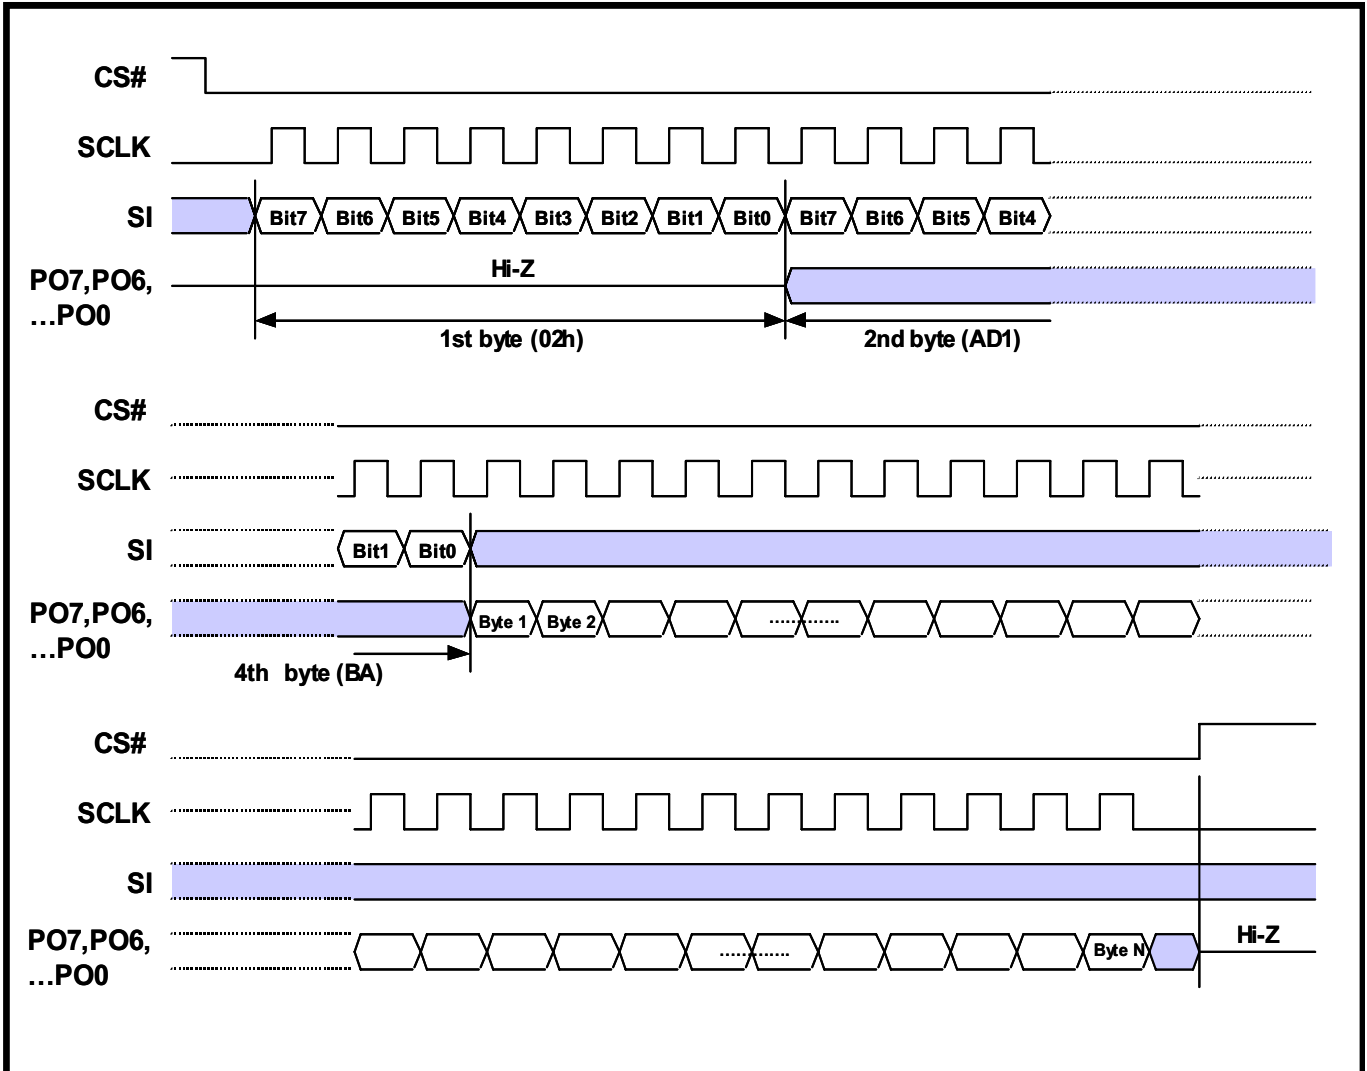 CS#
SCLK
SI Bit7 Bit6 Bit5 Bit4 Bit3 Bit2 Bit1 Bit0 Bit7 Bit6 Bit5 Bit4
PO7,PO6, Hi-Z
...PO0
1st byte (02h) 2nd byte (AD1)
CS#
SCLK
SI Bit1 Bit0
PO7,PO6, Byte 1 Byte 2 ............
...PO0
4th byte (BA)
CS#
SCLK
SI
PO7,PO6, ............ Byte N Hi-Z
...PO0